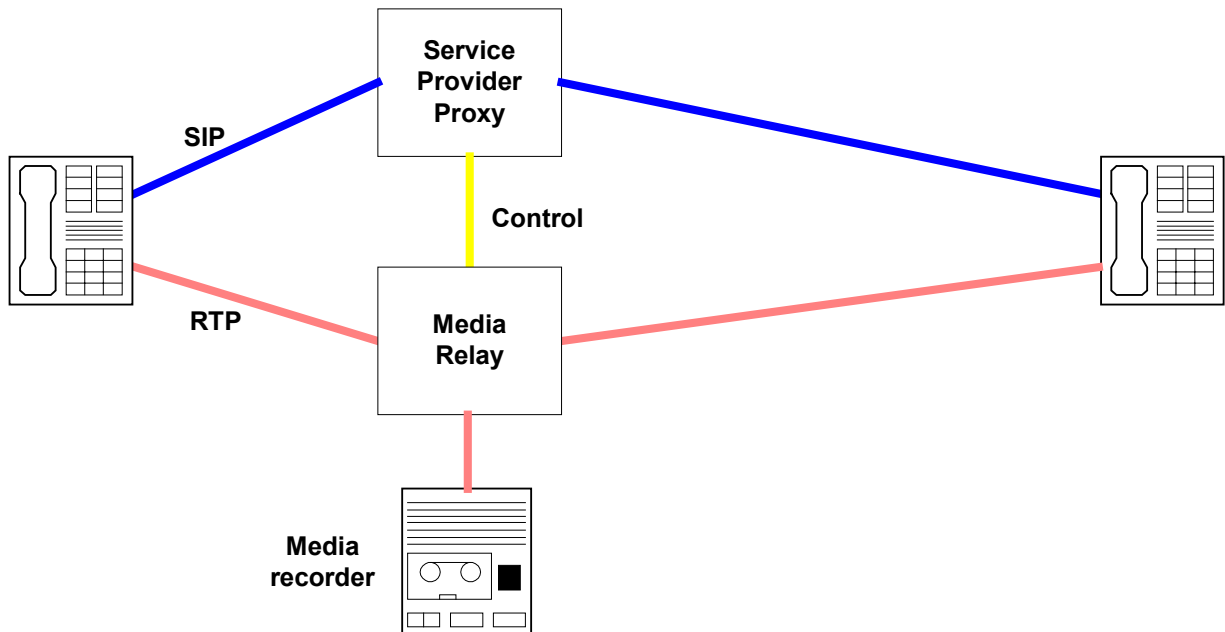 Service
Provider
Proxy
SIP
Control
RTP
Media
Relay
Media
recorder